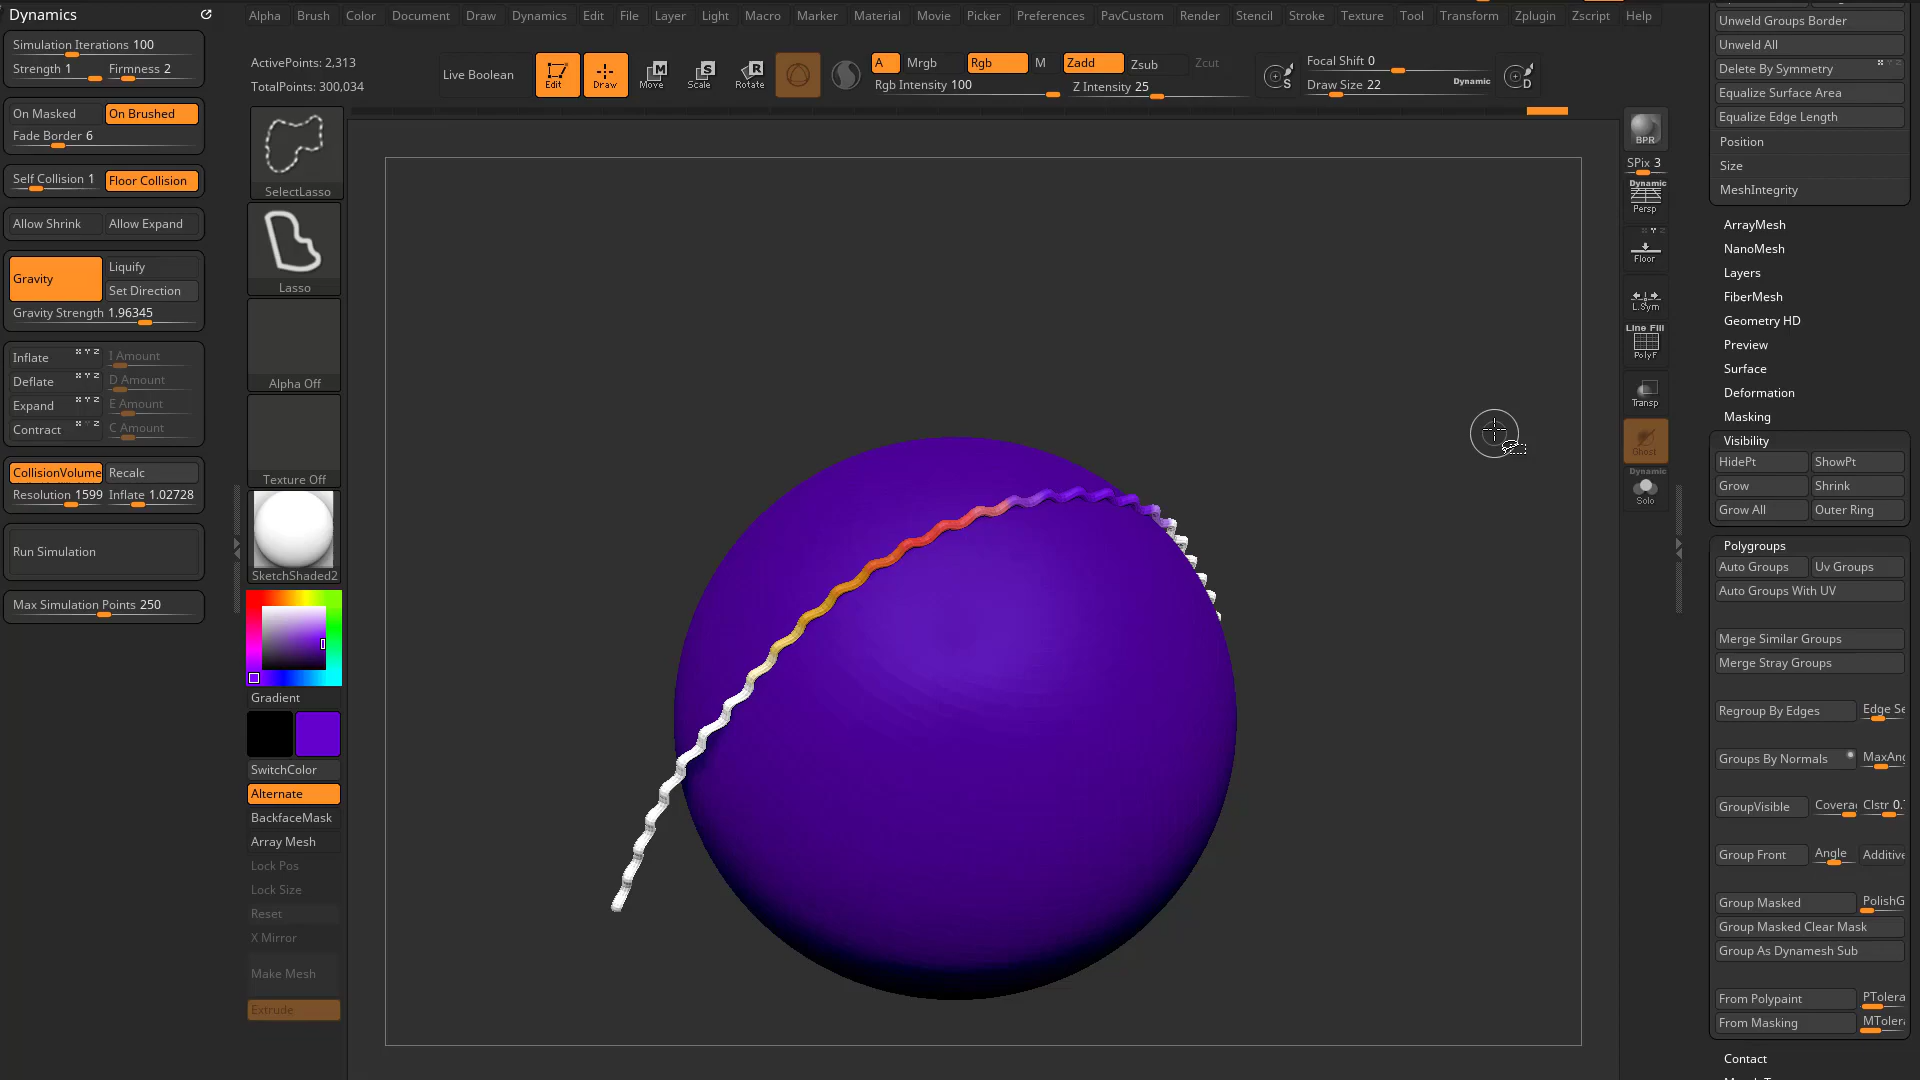 Dynamics
Simulation Iterations 100
Strength 1 Firmness 2
On Masked On Brushed
Fade Border 6
Self Collision 1 Floor Collision
Allow Shrink Allow Expand
Gravity
Liquify
Set Direction
Gravity Strength 1.96345
Inflate X Y Z I Amount
Deflate X Y Z D Amount
Expand X Y Z E Amount
Contract X Y Z C Amount
CollisionVolume Recalc
Resolution 1599 Inflate 1.02728
Run Simulation
Max Simulation Points 250
Alpha Brush Color Document Draw Dynamics Edit File Layer Light Macro Marker Material Movie Picker Preferences PavCustom Render Stencil Stroke Texture Tool Transform Zplugin Zscript Help
ActivePoints: 2,313
TotalPoints: 300,034
Live Boolean
Edit
Draw
M
Move
S
Scale
R
Rotate
A Mrgb Rgb M Zadd Zsub Zcut
Rgb Intensity 100 Z Intensity 25
S
Focal Shift 0
Draw Size 22 Dynamic
D
SelectLasso
Lasso
Alpha Off
Texture Off
SketchShaded2
Gradient
SwitchColor
Alternate
BackfaceMask
Array Mesh
Lock Pos
Lock Size
Reset
X Mirror
Make Mesh
Extrude
BPR
SPix 3
Dynamic
Persp
Floor
L.Sym
Line Fill
PolyF
Transp
Ghost
Dynamic
Solo
Unweld Groups Border
Unweld All
Delete By Symmetry
Equalize Surface Area
Equalize Edge Length
Position
Size
MeshIntegrity
ArrayMesh
NanoMesh
Layers
FiberMesh
Geometry HD
Preview
Surface
Deformation
Masking
Visibility
HidePt ShowPt
Grow Shrink
Grow All Outer Ring
Polygroups
Auto Groups Uv Groups
Auto Groups With UV
Merge Similar Groups
Merge Stray Groups
Regroup By Edges Edge Se
Groups By Normals MaxAng
GroupVisible Covera Clstr 0.
Group Front Angle Additive
Group Masked PolishG
Group Masked Clear Mask
Group As Dynamesh Sub
From Polypaint PTolera
From Masking MToler
Contact